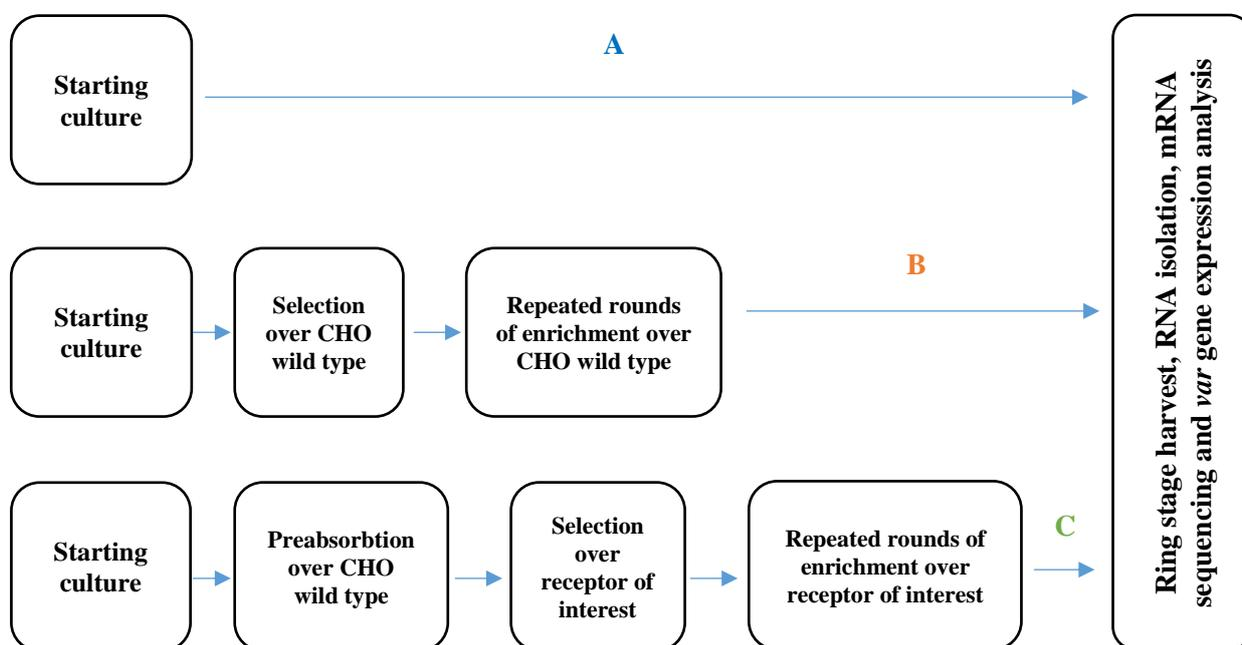 A
Starting
culture
B
Starting
culture
Selection
over CHO
wild type
Repeated rounds
of enrichment over
CHO wild type
C
Starting
culture
Preabsorbtion
over CHO
wild type
Selection
over
receptor of
interest
Repeated rounds of
enrichment over
receptor of interest
Ring stage harvest, RNA isolation, mRNA
sequencing and var gene expression analysis